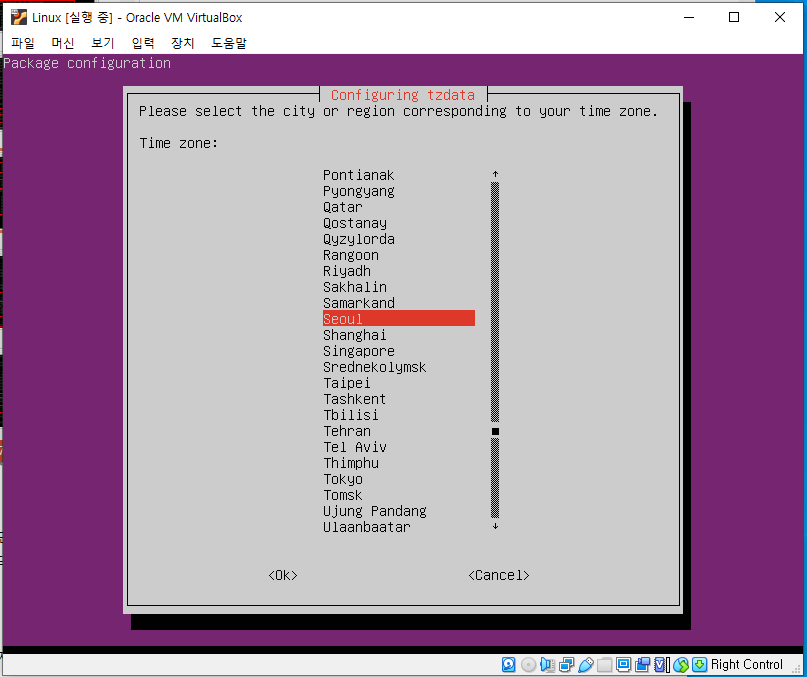 Linux [실행 중] - Oracle VM VirtualBox
파일 머신 보기 입력 장치 도움말
Package configuration
Configuring tzdata
Please select the city or region corresponding to your time zone.
Time zone:
Pontianak
Pyongyang
Qatar
Qostanay
Qyzylorda
Rangoon
Riyadh
Sakhalin
Samarkand
Seoul
Shanghai
Singapore
Srednekolymsk
Taipei
Tashkent
Tbilisi
Tehran
Tel Aviv
Thimphu
Tokyo
Tomsk
Ujung Pandang
Ulaanbaatar
<Ok> <Cancel>
Right Control